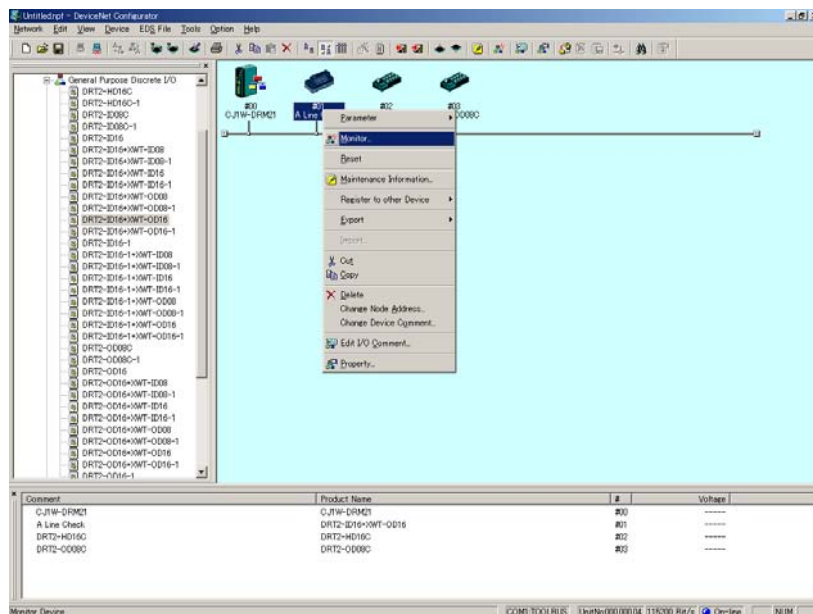 Untitled.npf - DeviceNet Configurator
Network Edit View Device EDS File Tools Option Help
General Purpose Discrete I/O
DRT2-HD16C
DRT2-HD16C-1
DRT2-ID08C
DRT2-ID08C-1
DRT2-ID16
DRT2-ID16+XWT-ID08
DRT2-ID16+XWT-ID08-1
DRT2-ID16+XWT-ID16
DRT2-ID16+XWT-ID16-1
DRT2-ID16+XWT-OD08
DRT2-ID16+XWT-OD08-1
DRT2-ID16+XWT-OD16
DRT2-ID16+XWT-OD16-1
DRT2-ID16-1
DRT2-ID16-1+XWT-ID08
DRT2-ID16-1+XWT-ID08-1
DRT2-ID16-1+XWT-ID16
DRT2-ID16-1+XWT-ID16-1
DRT2-ID16-1+XWT-OD08
DRT2-ID16-1+XWT-OD08-1
DRT2-ID16-1+XWT-OD16
DRT2-ID16-1+XWT-OD16-1
DRT2-OD08C
DRT2-OD08C-1
DRT2-OD16
DRT2-OD16+XWT-ID08
DRT2-OD16+XWT-ID08-1
DRT2-OD16+XWT-ID16
DRT2-OD16+XWT-ID16-1
DRT2-OD16+XWT-OD08
DRT2-OD16+XWT-OD08-1
DRT2-OD16+XWT-OD16
DRT2-OD16+XWT-OD16-1
DRT2-OD16-1
#00 #01 #02 #03
CJ1W-DRM21 A Line OD08C
Parameter
Monitor...
Reset
Maintenance Information...
Register to other Device
Export
Import...
Cut
Copy
Delete
Change Node Address...
Change Device Comment...
Edit I/O Comment...
Property...
Comment Product Name # Voltage
CJ1W-DRM21 CJ1W-DRM21 #00 -----
A Line Check DRT2-ID16+XWT-OD16 #01 -----
DRT2-HD16C DRT2-HD16C #02 -----
DRT2-OD08C DRT2-OD08C #03 -----
Monitor Device COM1:TOOLBUS 115200 Bit/s On-line NUM